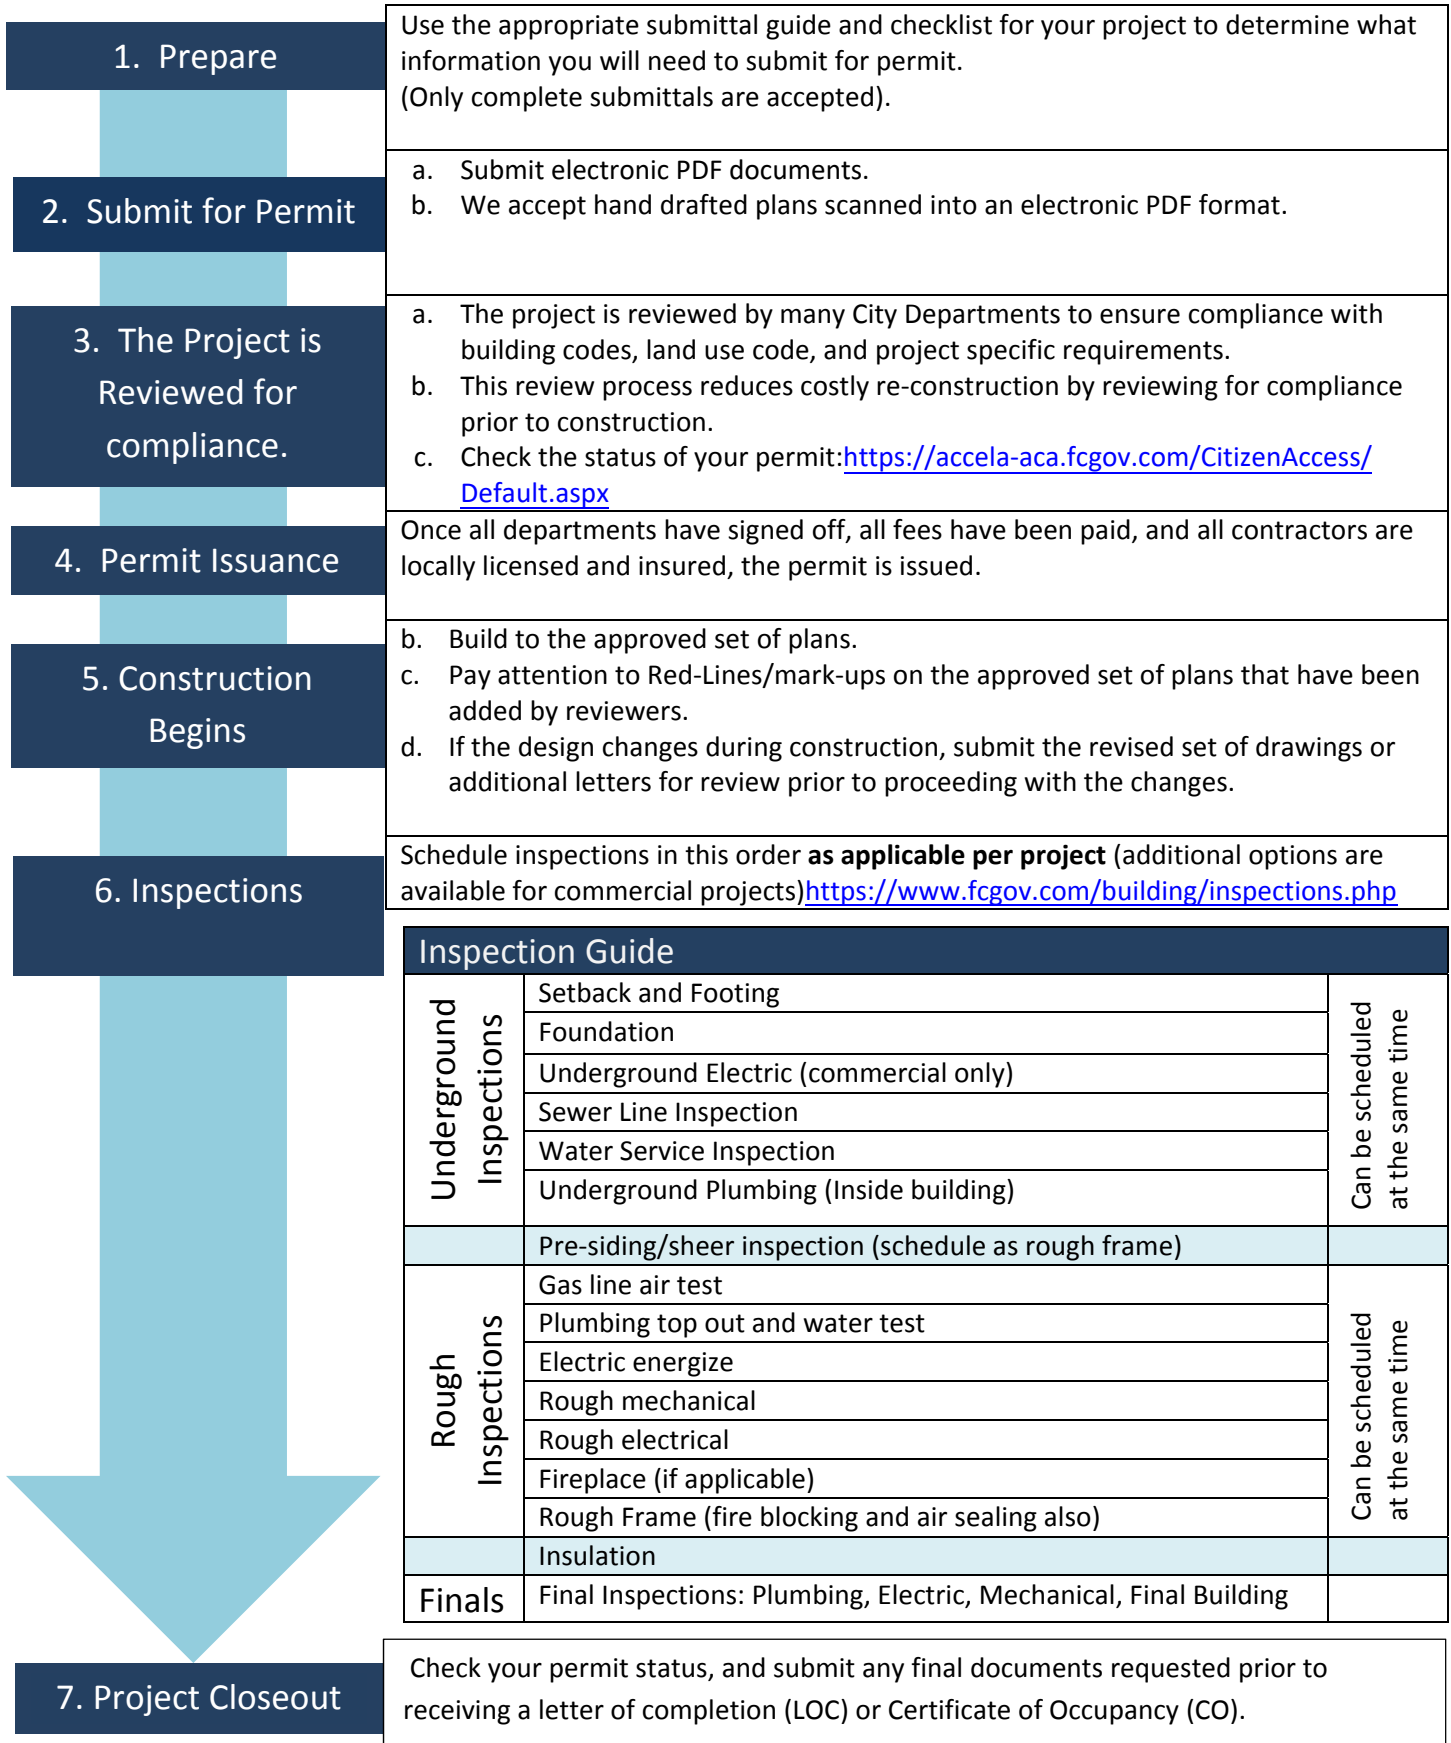 1. Prepare
Use the appropriate submittal guide and checklist for your project to determine what
information you will need to submit for permit.
(Only complete submittals are accepted).
2. Submit for Permit
a. Submit electronic PDF documents.
b. We accept hand drafted plans scanned into an electronic PDF format.
3. The Project is
Reviewed for
compliance.
a. The project is reviewed by many City Departments to ensure compliance with
building codes, land use code, and project specific requirements.
b. This review process reduces costly re-construction by reviewing for compliance
prior to construction.
c. Check the status of your permit:https://accela-aca.fcgov.com/CitizenAccess/
Default.aspx
4. Permit Issuance
Once all departments have signed off, all fees have been paid, and all contractors are
locally licensed and insured, the permit is issued.
5. Construction
Begins
b. Build to the approved set of plans.
c. Pay attention to Red-Lines/mark-ups on the approved set of plans that have been
added by reviewers.
d. If the design changes during construction, submit the revised set of drawings or
additional letters for review prior to proceeding with the changes.
6. Inspections
Schedule inspections in this order as applicable per project (additional options are
available for commercial projects)https://www.fcgov.com/building/inspections.php
Inspection Guide
Underground
Inspections
Setback and Footing
Foundation
Underground Electric (commercial only)
Sewer Line Inspection
Water Service Inspection
Underground Plumbing (Inside building)
Can be scheduled
at the same time
Pre-siding/sheer inspection (schedule as rough frame)
Rough
Inspections
Gas line air test
Plumbing top out and water test
Electric energize
Rough mechanical
Rough electrical
Fireplace (if applicable)
Rough Frame (fire blocking and air sealing also)
Can be scheduled
at the same time
Insulation
Finals
Final Inspections: Plumbing, Electric, Mechanical, Final Building
7. Project Closeout
Check your permit status, and submit any final documents requested prior to
receiving a letter of completion (LOC) or Certificate of Occupancy (CO).